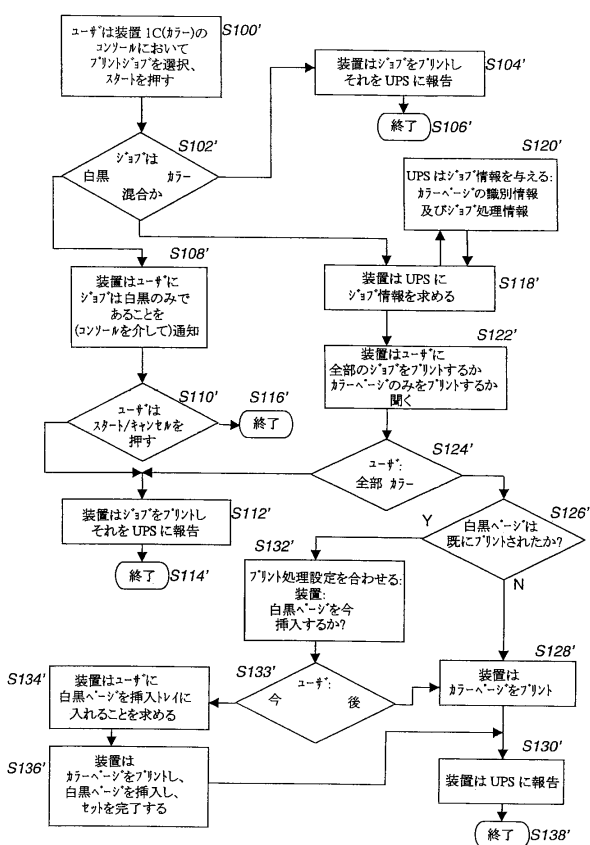 ユーザは装置 1C(カラー)の
コンソールにおいて
プリントジョブを選択、
スタートを押す
S100'
装置はジョブをプリントし
それを UPS に報告
S104'
終了
S106'
S102'
ジョブは
白黒 カラー
混合か
S120'
UPS はジョブ情報を与える:
カラーページの識別情報
及びジョブ処理情報
S108'
装置はユーザに
ジョブは白黒のみで
あることを
(コンソールを介して)通知
装置は UPS に
ジョブ情報を求める
S118'
S122'
装置はユーザに
全部のジョブをプリントするか
カラーページのみをプリントするか
聞く
S110'
ユーザは
スタート/キャンセルを
押す
S116'
終了
S124'
ユーザ:
全部 カラー
装置はジョブをプリントし
それを UPS に報告
S112'
終了
S114'
S126'
白黒ページは
既にプリントされたか?
Y
N
S132'
プリント処理設定を合わせる:
装置:
白黒ページを今
挿入するか?
S133'
ユーザ:
今 後
S128'
装置は
カラーページをプリント
S134'
装置はユーザに
白黒ページを挿入トレイに
入れることを求める
S136'
装置は
カラーページをプリントし、
白黒ページを挿入し、
セットを完了する
S130'
装置は UPS に報告
終了
S138'